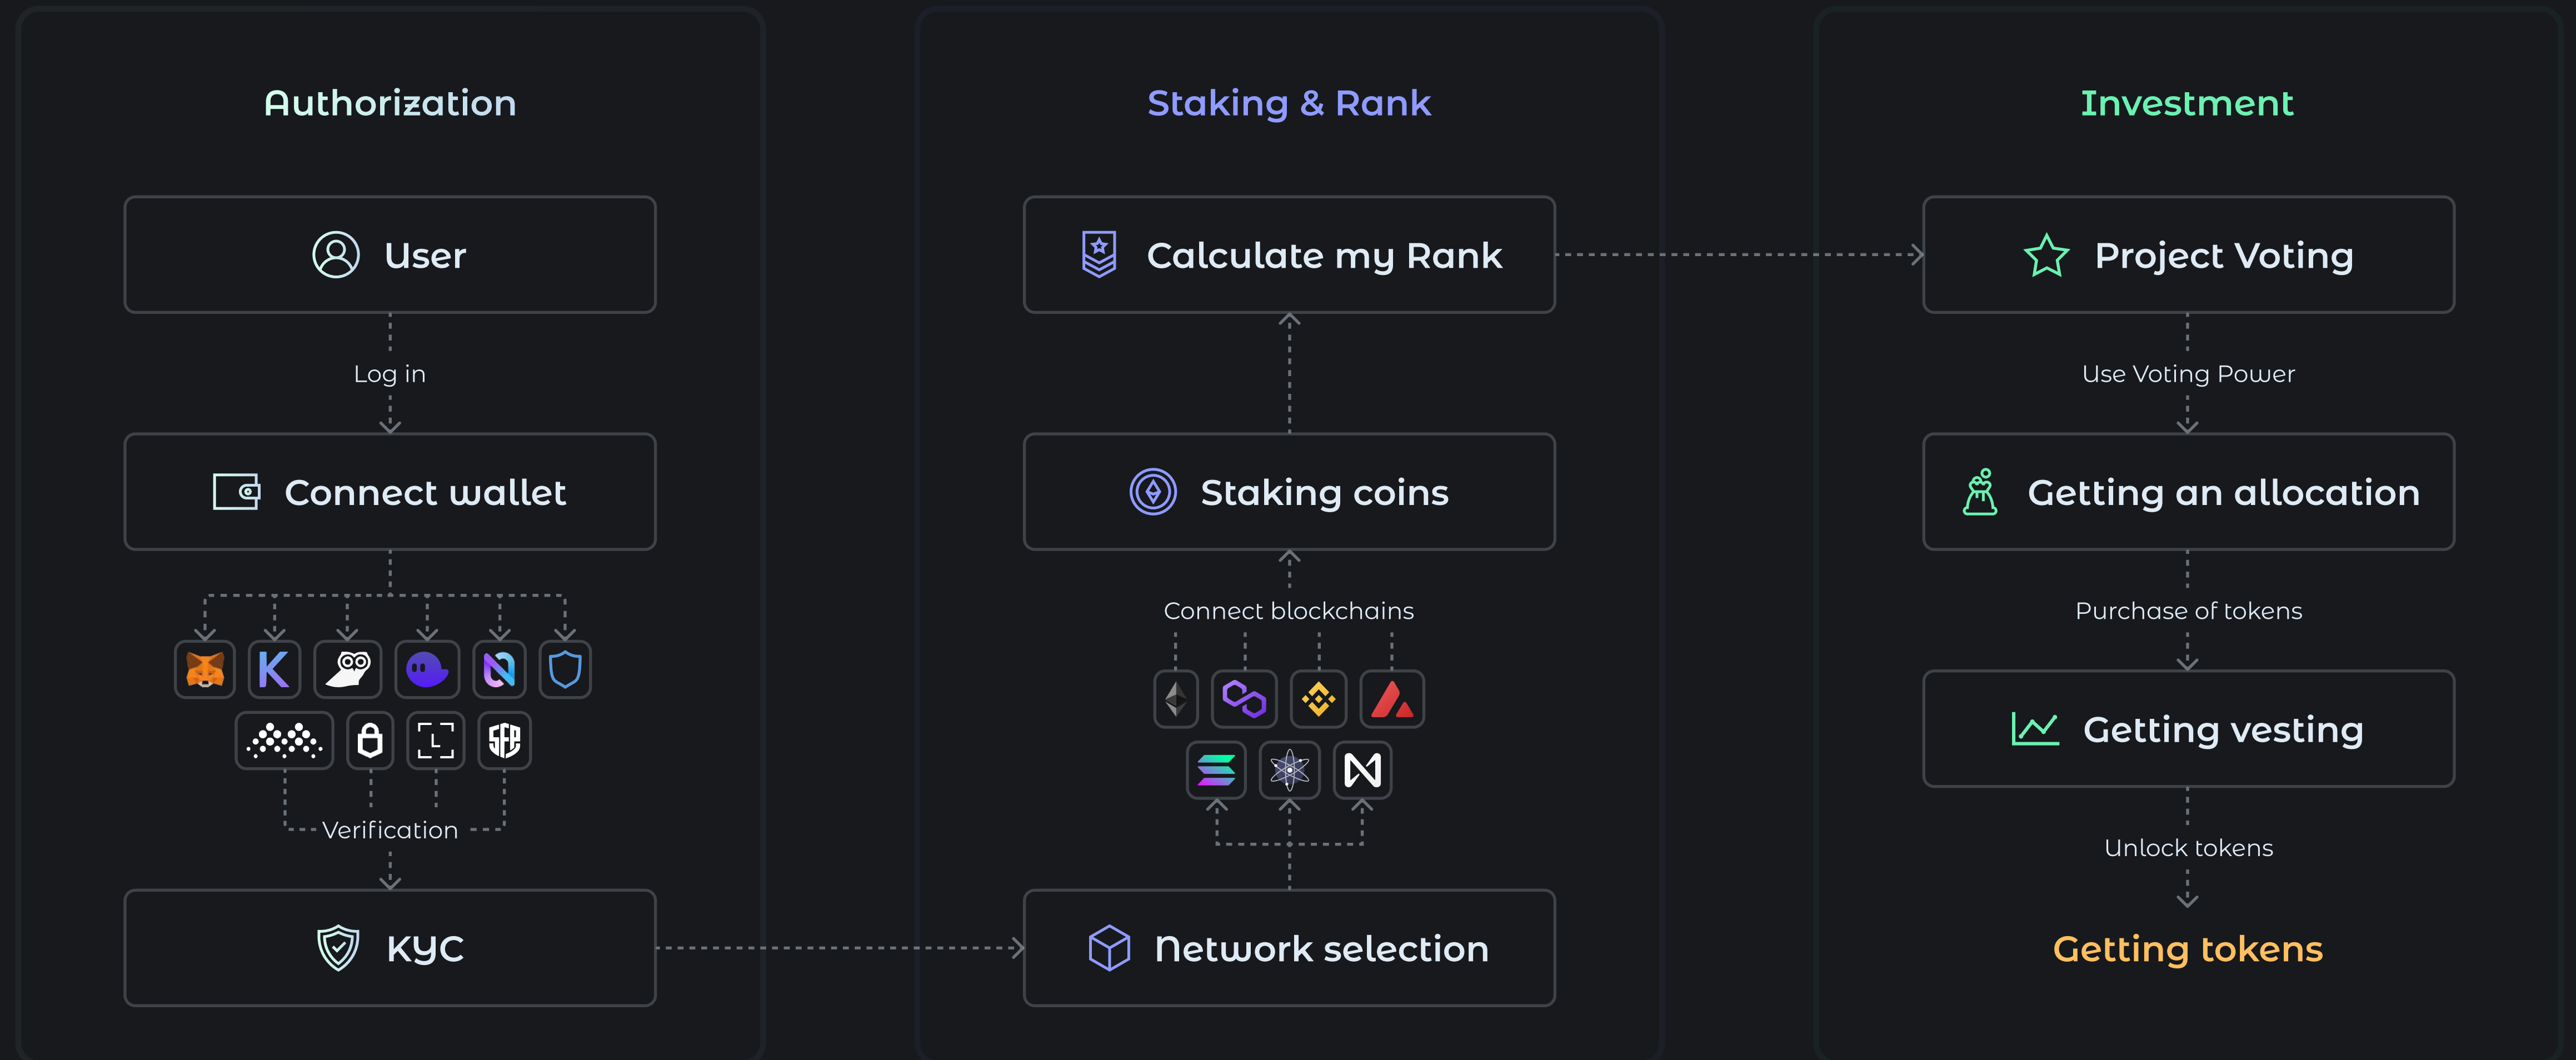 Authorization
User
Log in
Connect wallet
K
L
SFP
Verification
KYC
Staking & Rank
Calculate my Rank
Staking coins
Connect blockchains
Network selection
Investment
Project Voting
Use Voting Power
Getting an allocation
Purchase of tokens
Getting vesting
Unlock tokens
Getting tokens